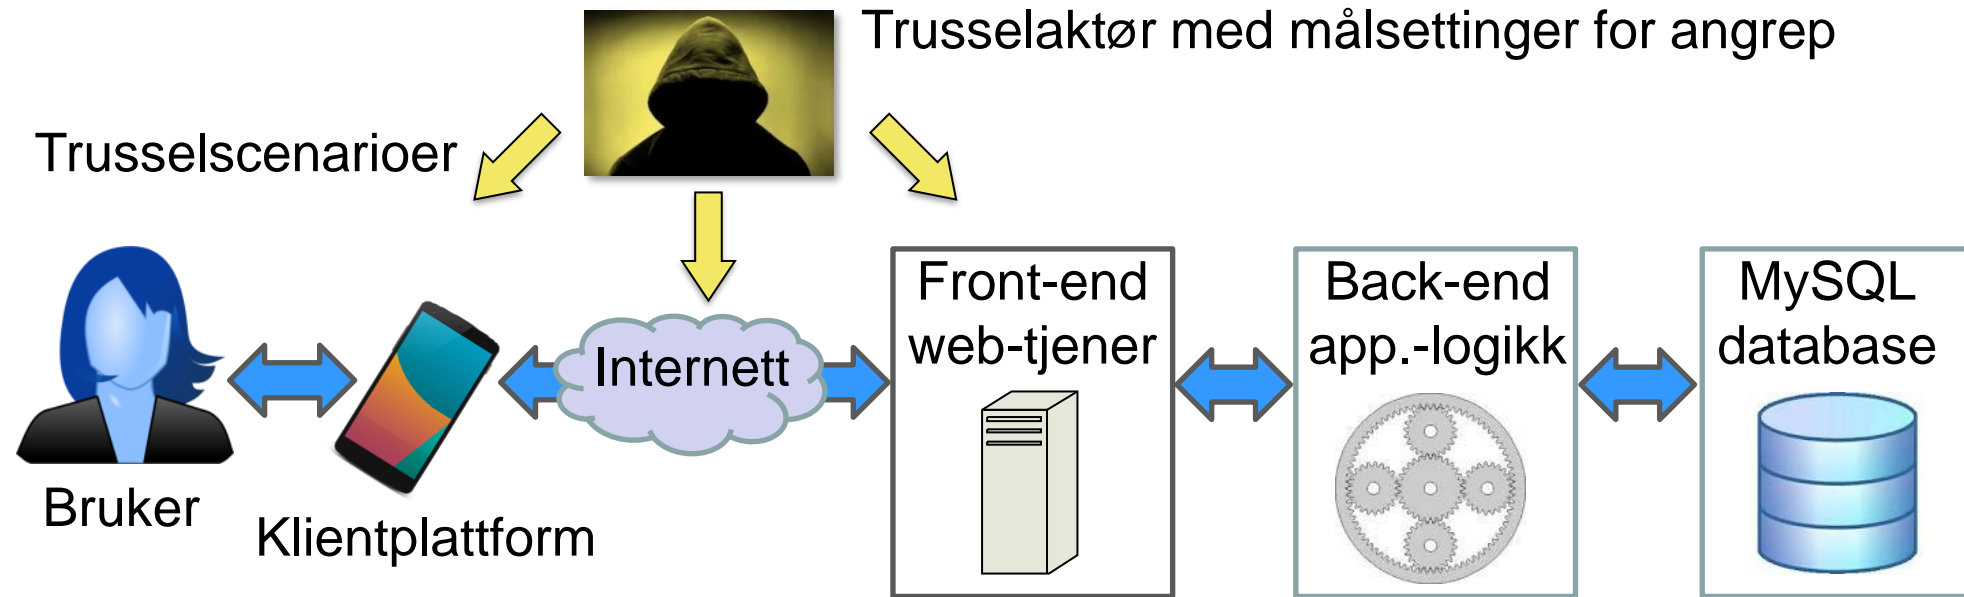 Trusselaktør med målsettinger for angrep
Trusselscenarioer
Bruker
Klientplattform
Internett
Front-end
web-tjener
Back-end
app.-logikk
MySQL
database